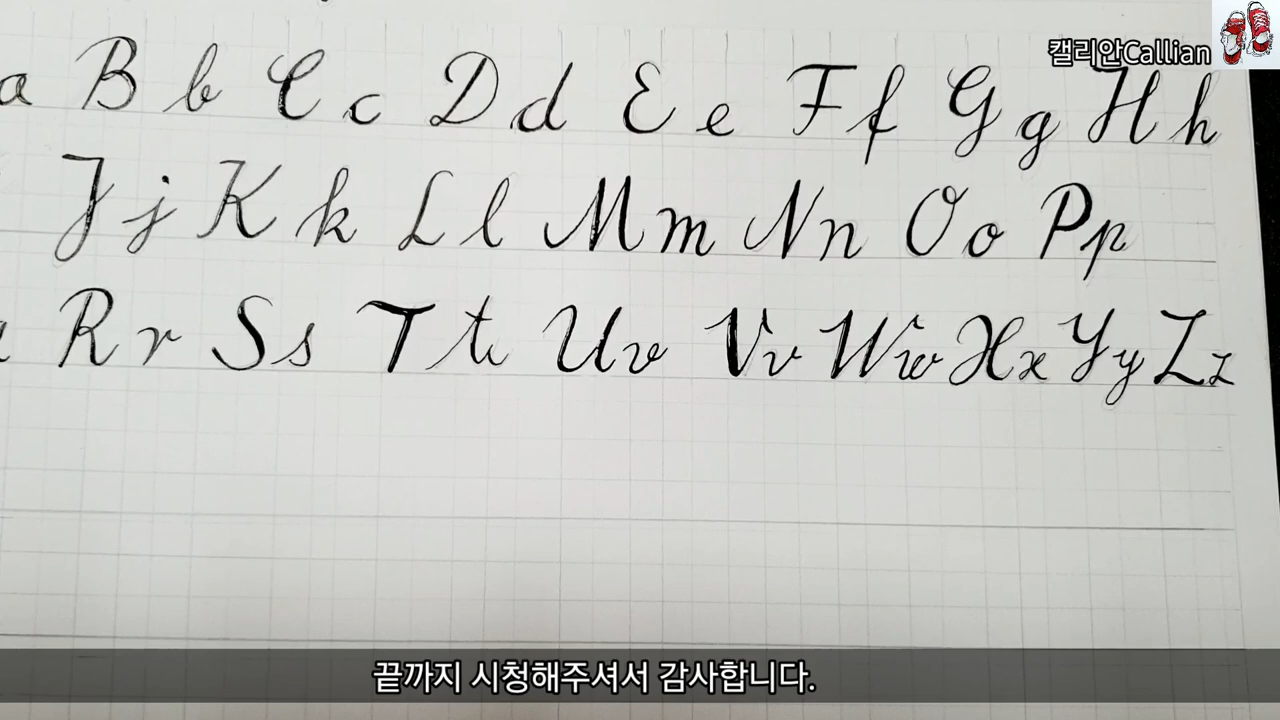 캘리안Callian
a B b C c D d E e F f G g H h
J j K k L l M m N n O o P p
R r S s T t U v V v W w X x Y y Z z
끝까지 시청해주셔서 감사합니다.